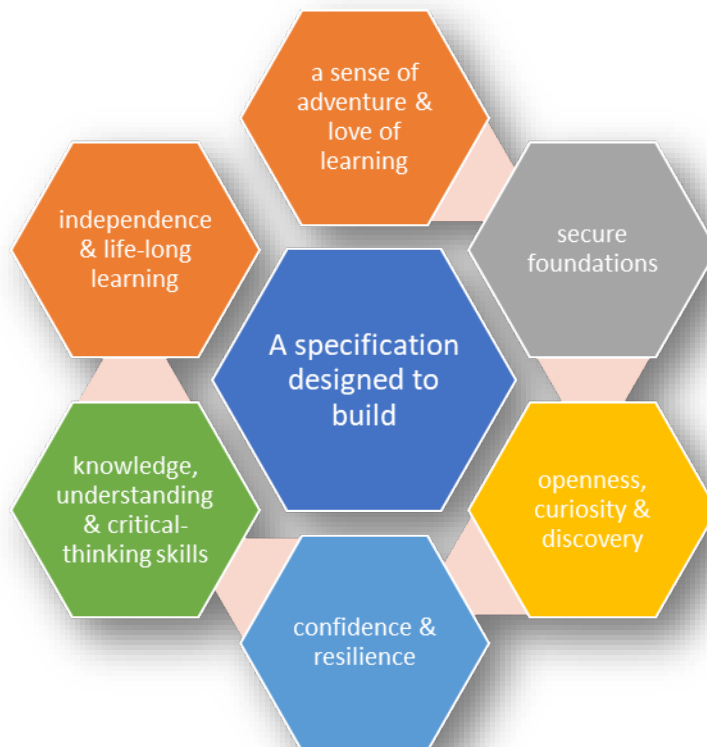 a sense of
adventure &
love of
learning
secure
foundations
openness,
curiosity &
discovery
confidence &
resilience
knowledge,
understanding
& critical-
thinking skills
independence
& life-long
learning
A specification
designed to
build